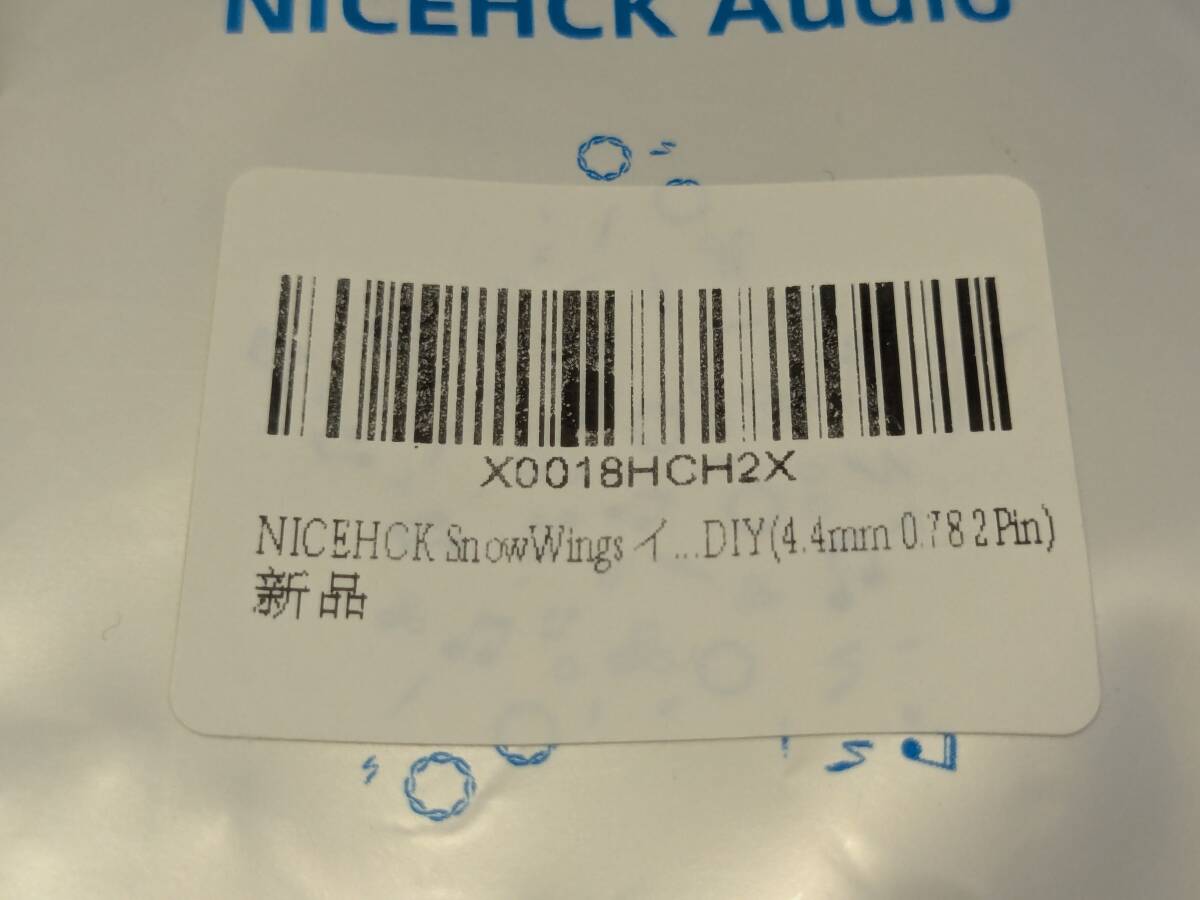 NICEHCK Audio
X0018HCH2X
NICEHCK SnowWings イ...DIY(4.4mm 0.78 2Pin)
新品